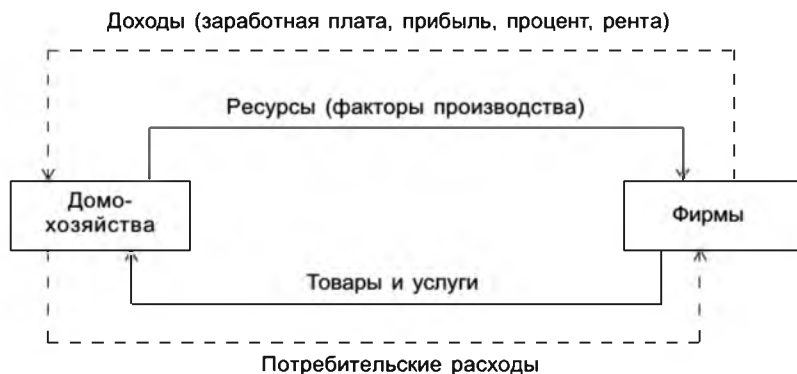 Доходы (заработная плата, прибыль, процент, рента)
Ресурсы (факторы производства)
Домо-
хозяйства
Фирмы
Товары и услуги
Потребительские расходы